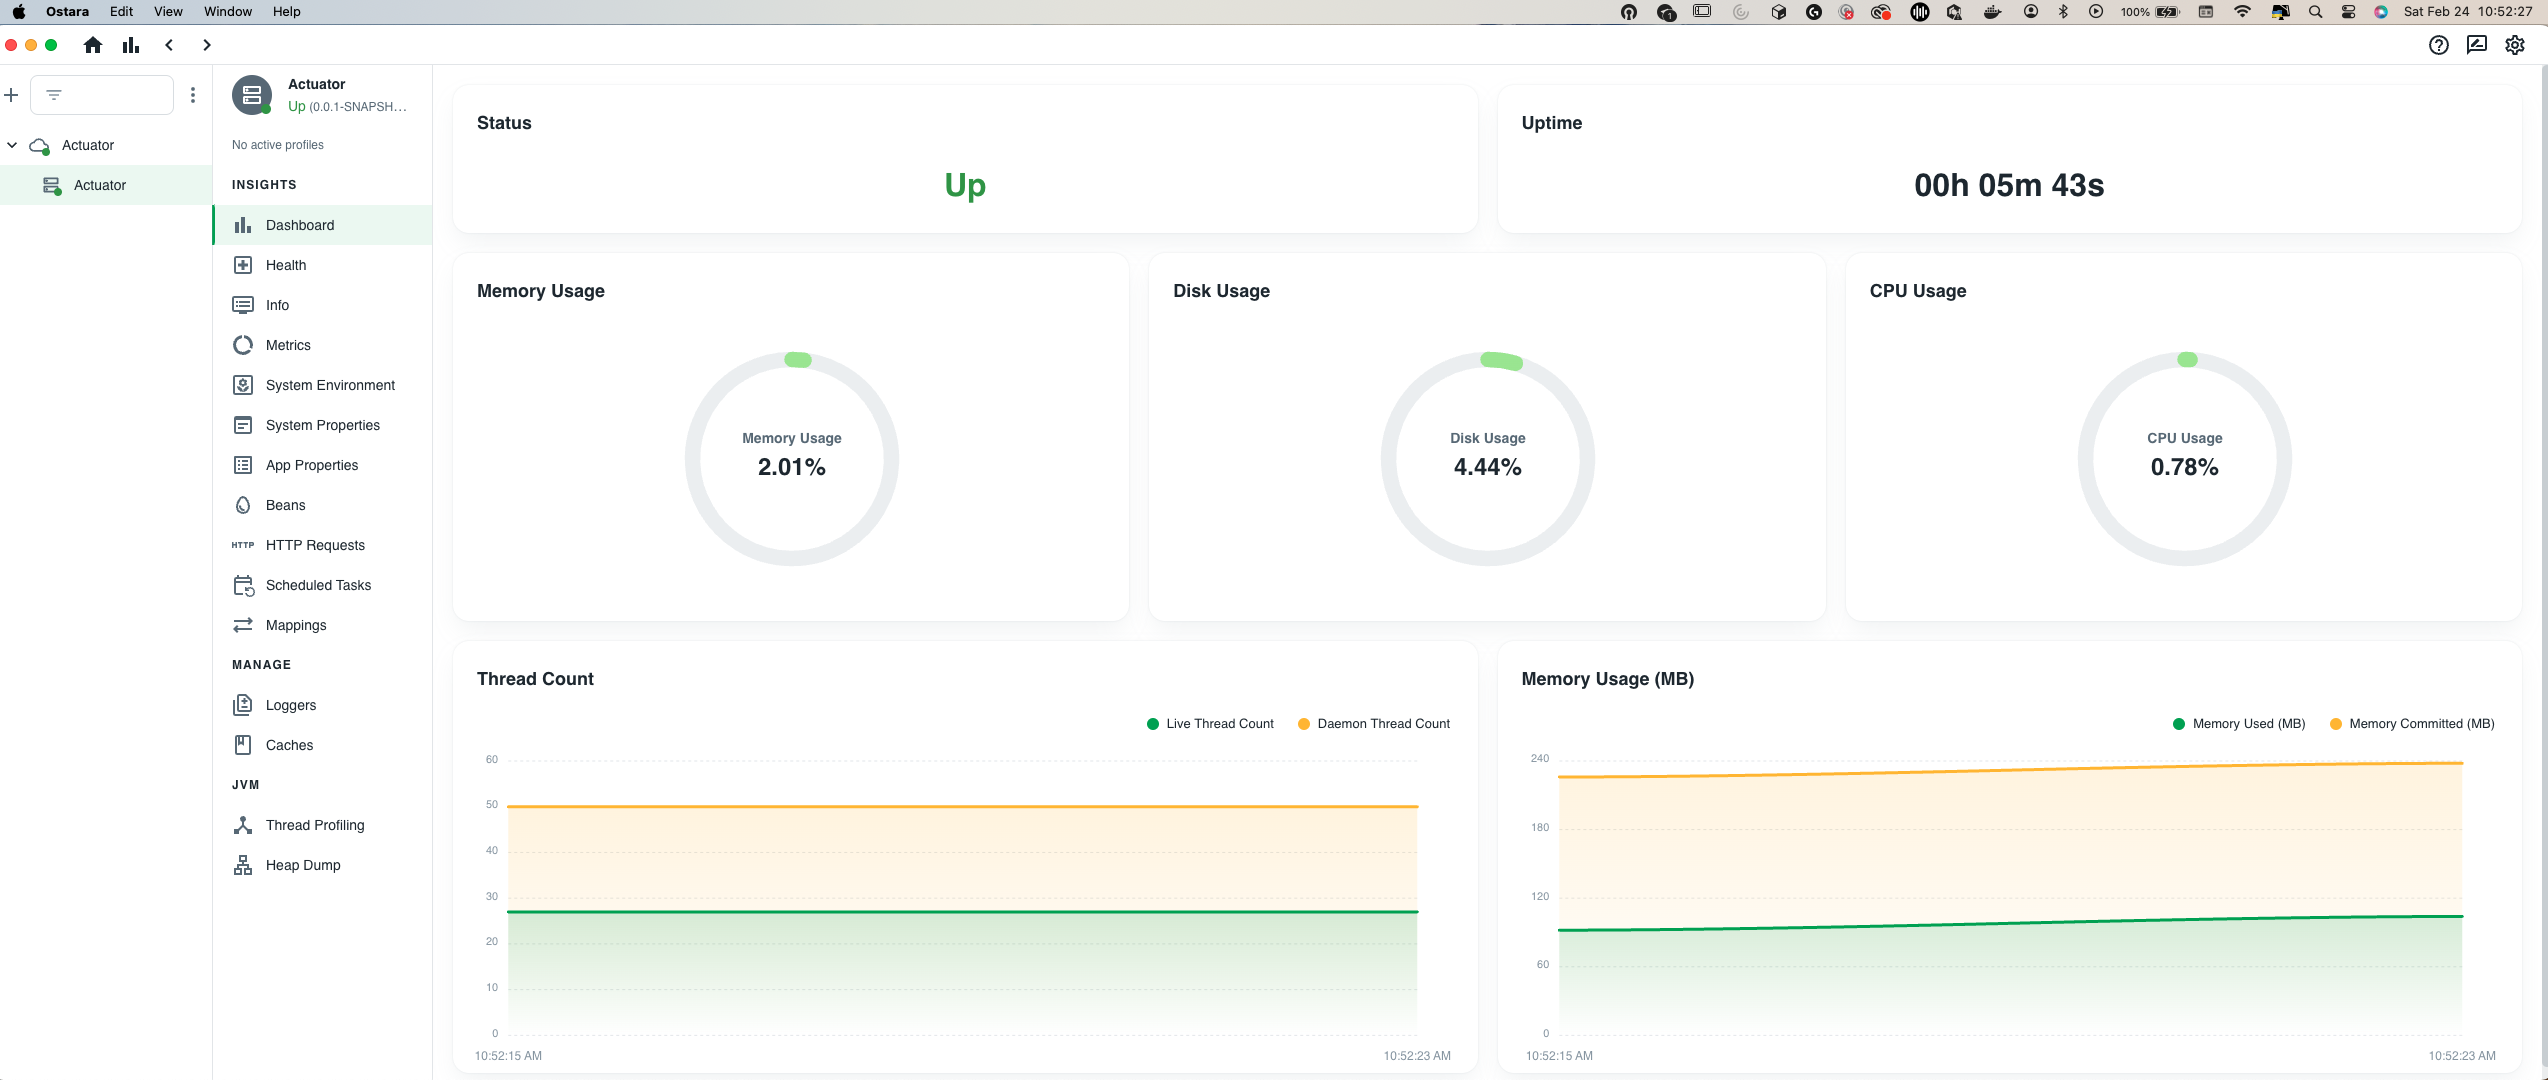 Ostara Edit View Window Help
1
100%
Sat Feb 24 10:52:27
Actuator
Actuator
Actuator
Up (0.0.1-SNAPSH...
No active profiles
INSIGHTS
Dashboard
Health
Info
Metrics
System Environment
System Properties
App Properties
Beans
HTTP HTTP Requests
Scheduled Tasks
Mappings
MANAGE
Loggers
Caches
JVM
Thread Profiling
Heap Dump
Status
Up
Uptime
00h 05m 43s
Memory Usage
Memory Usage
2.01%
Disk Usage
Disk Usage
4.44%
CPU Usage
CPU Usage
0.78%
Thread Count
Live Thread Count Daemon Thread Count
60
50
40
30
20
10
0
10:52:15 AM 10:52:23 AM
Memory Usage (MB)
Memory Used (MB) Memory Committed (MB)
240
180
120
60
0
10:52:15 AM 10:52:23 AM